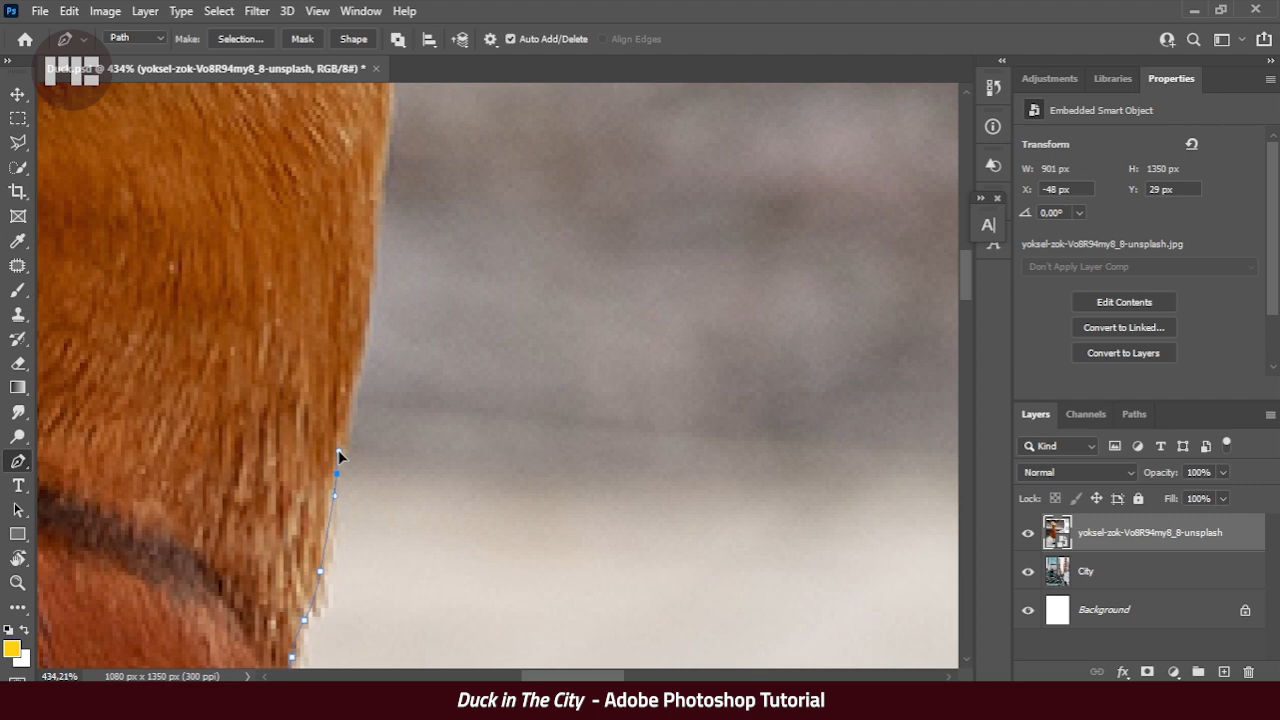 Ps File Edit Image Layer Type Select Filter 3D View Window Help
Path Make: Selection... Mask Shape Auto Add/Delete Align Edges
Duck.psd @ 434% (yoksel-zok-Vo8R94my8_8-unsplash, RGB/8#) *
Adjustments Libraries Properties
Embedded Smart Object
Transform
W: 901 px H: 1350 px
X: -48 px Y: 29 px
0,00°
yoksel-zok-Vo8R94my8_8-unsplash.jpg
Don't Apply Layer Comp
Edit Contents
Convert to Linked...
Convert to Layers
Layers Channels Paths
Kind
Normal Opacity: 100%
Lock: Fill: 100%
yoksel-zok-Vo8R94my8_8-unsplash
City
Background
434,21% 1080 px x 1350 px (300 ppi)
Duck in The City - Adobe Photoshop Tutorial